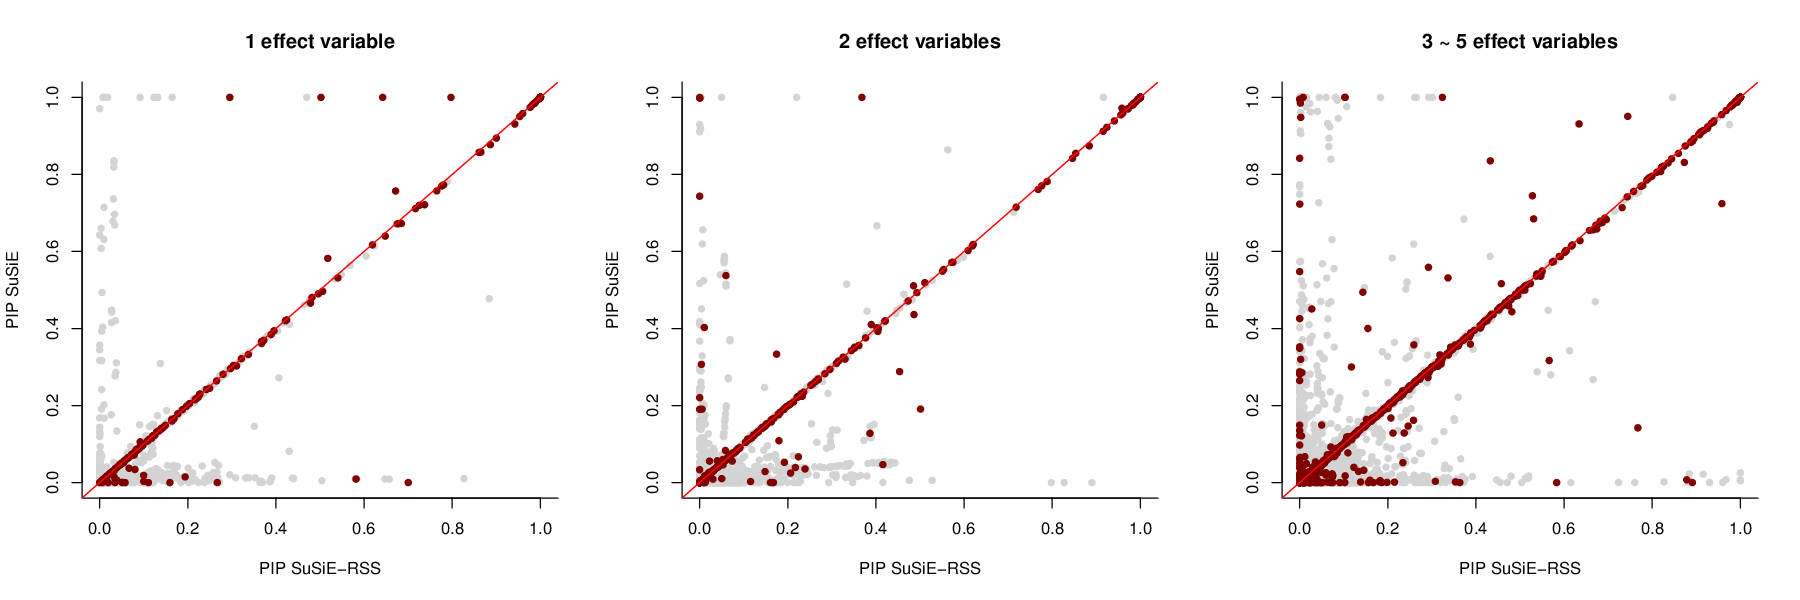 1 effect variable
PIP SuSiE
1.0
0.8
0.6
0.4
0.2
0.0
0.0 0.2 0.4 0.6 0.8 1.0
PIP SuSiE−RSS
2 effect variables
PIP SuSiE
1.0
0.8
0.6
0.4
0.2
0.0
0.0 0.2 0.4 0.6 0.8 1.0
PIP SuSiE−RSS
3 ~ 5 effect variables
PIP SuSiE
1.0
0.8
0.6
0.4
0.2
0.0
0.0 0.2 0.4 0.6 0.8 1.0
PIP SuSiE−RSS